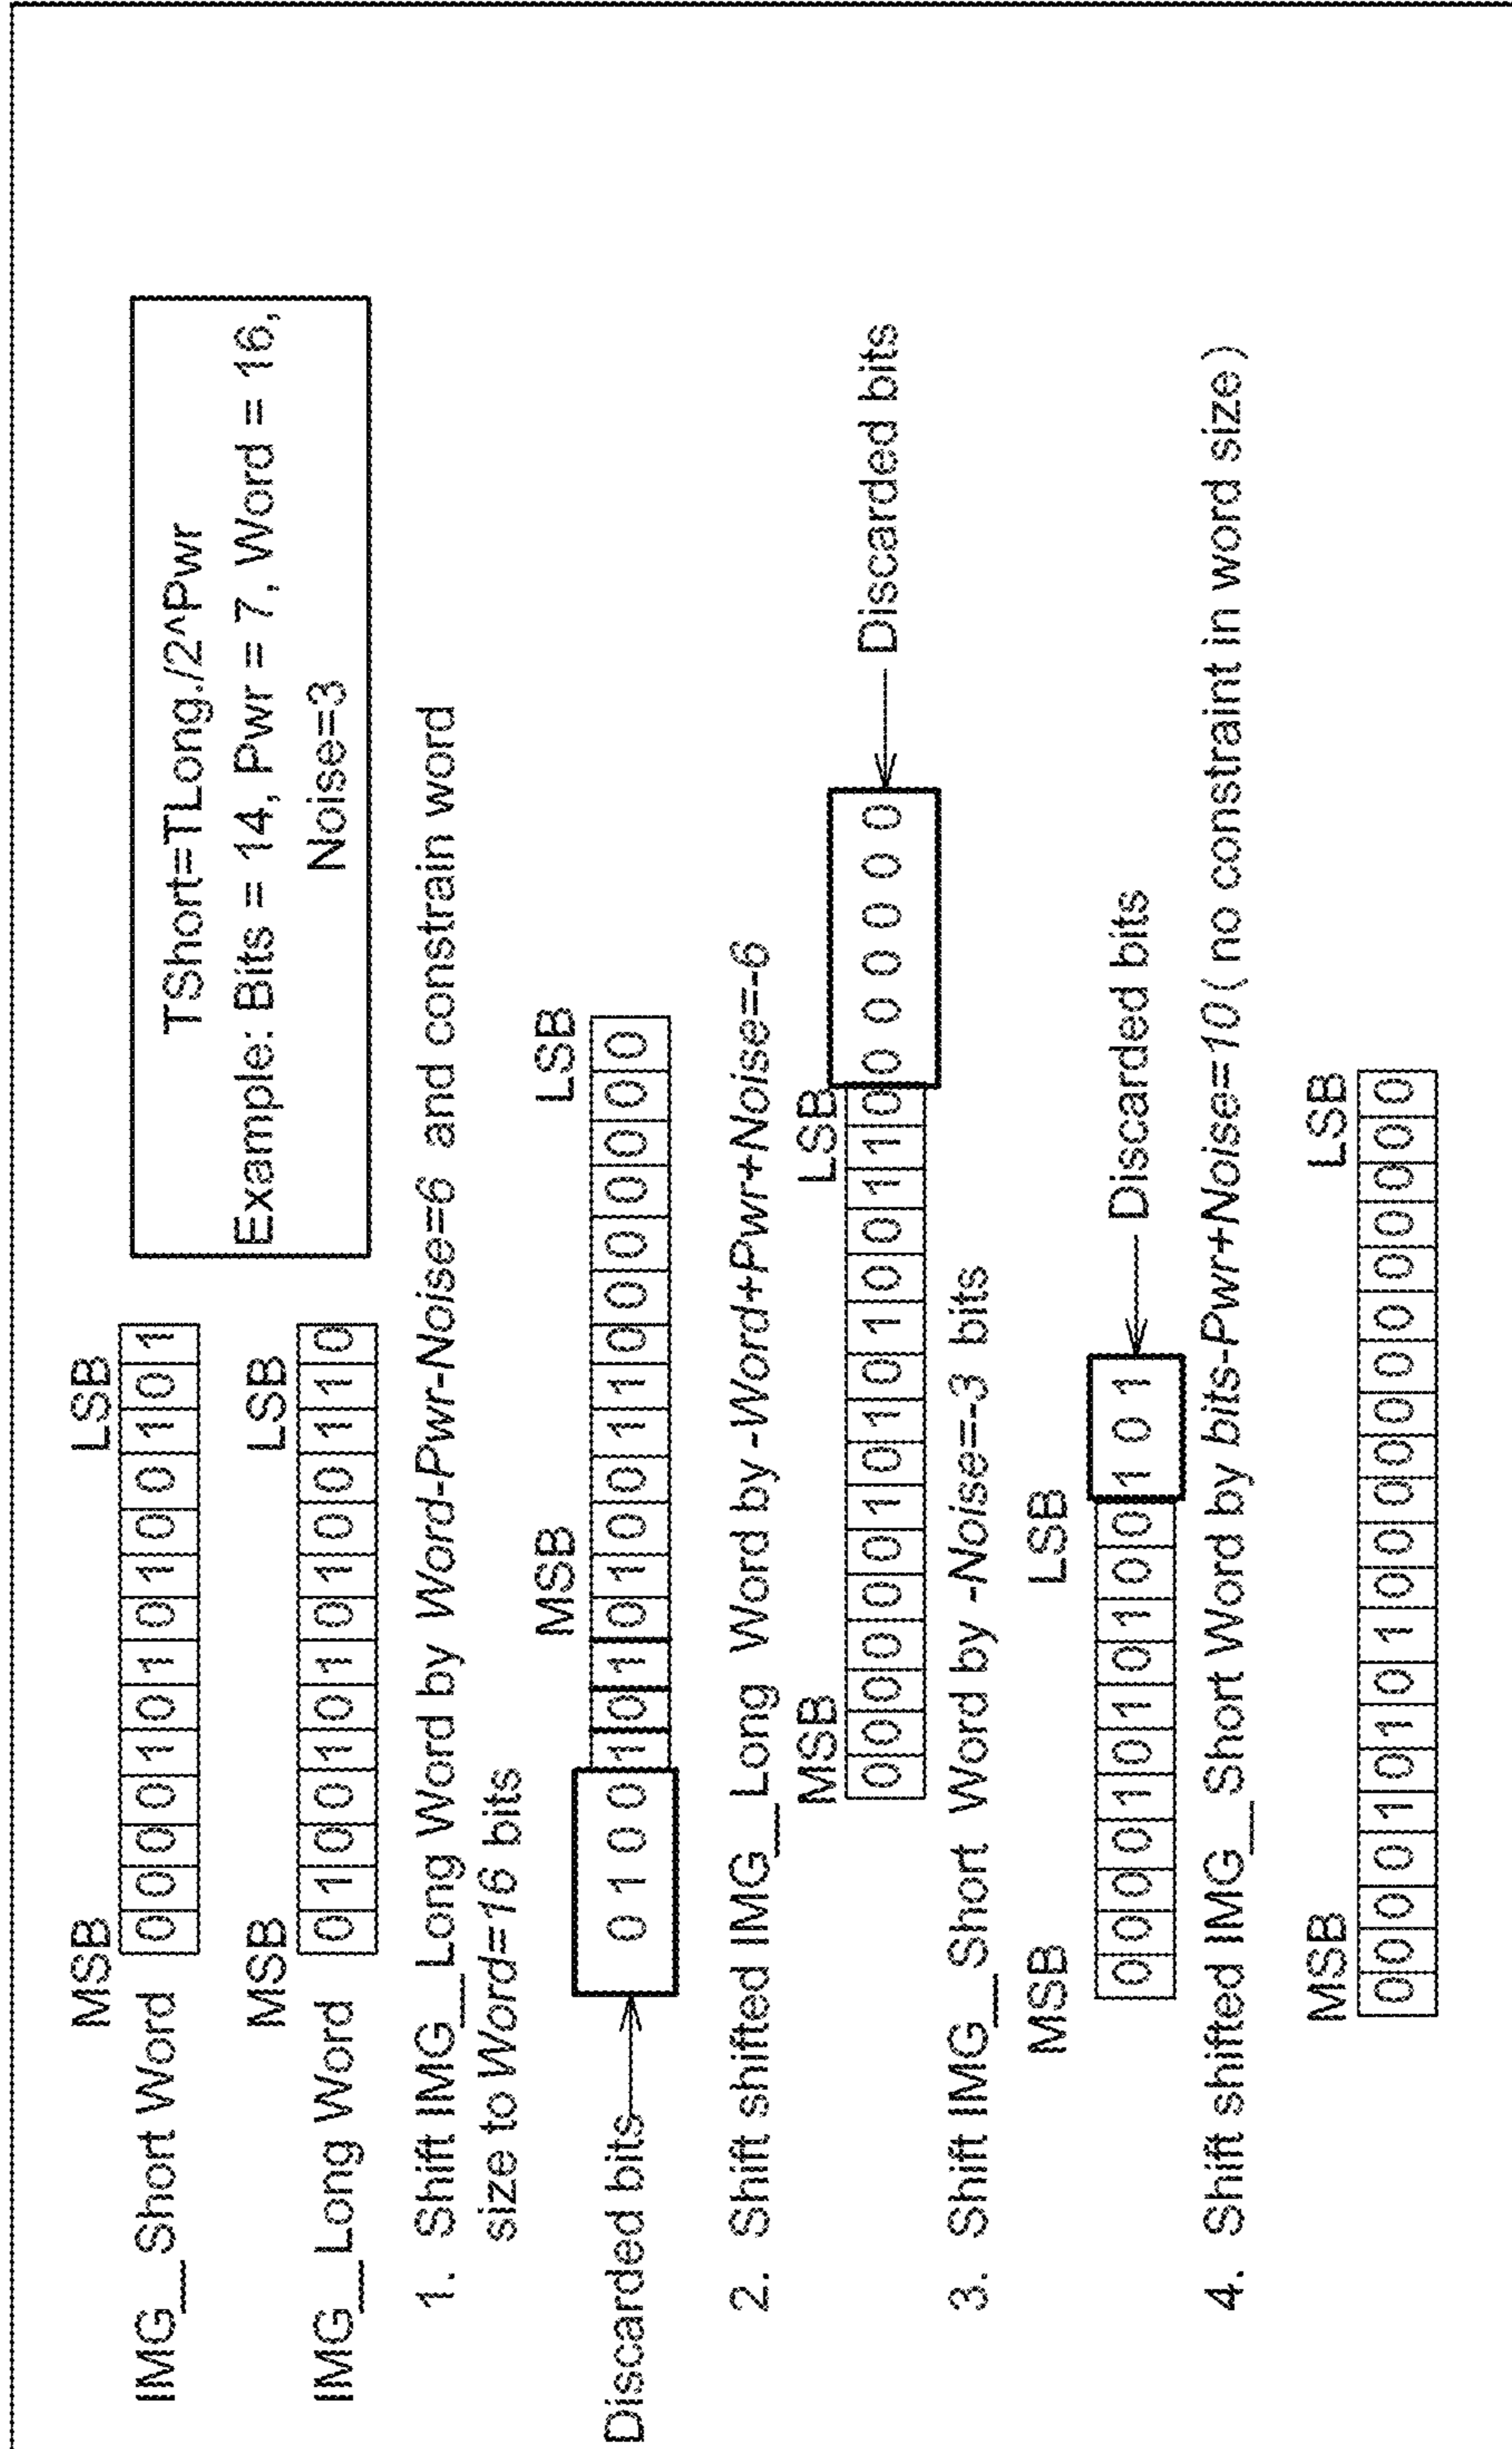 MSB LSB
IMG_Short Word 0 0 0 0 1 0 1 0 1 0 0 1 0 1
TShort=TLong./2^Pwr
Example: Bits = 14, Pwr = 7, Word = 16,
Noise=3
MSB LSB
IMG_Long Word 0 1 0 0 1 0 1 0 1 0 0 1 1 0
1. Shift IMG_Long Word by Word-Pwr-Noise=6 and constrain word
size to Word=16 bits
MSB LSB
Discarded bits 0 1 0 0 1 0 1 0 1 0 0 1 1 0 0 0 0 0 0 0
2. Shift shifted IMG_Long Word by -Word+Pwr+Noise=-6
MSB LSB
0 0 0 0 0 0 1 0 1 0 1 0 0 1 1 0 0 0 0 0 0 0 Discarded bits
3. Shift IMG_Short Word by -Noise=-3 bits
MSB LSB
0 0 0 0 1 0 1 0 1 0 0 1 0 1 Discarded bits
4. Shift shifted IMG_Short Word by bits-Pwr+Noise=10( no constraint in word size)
MSB LSB
0 0 0 0 1 0 1 0 1 0 0 0 0 0 0 0 0 0 0 0 0